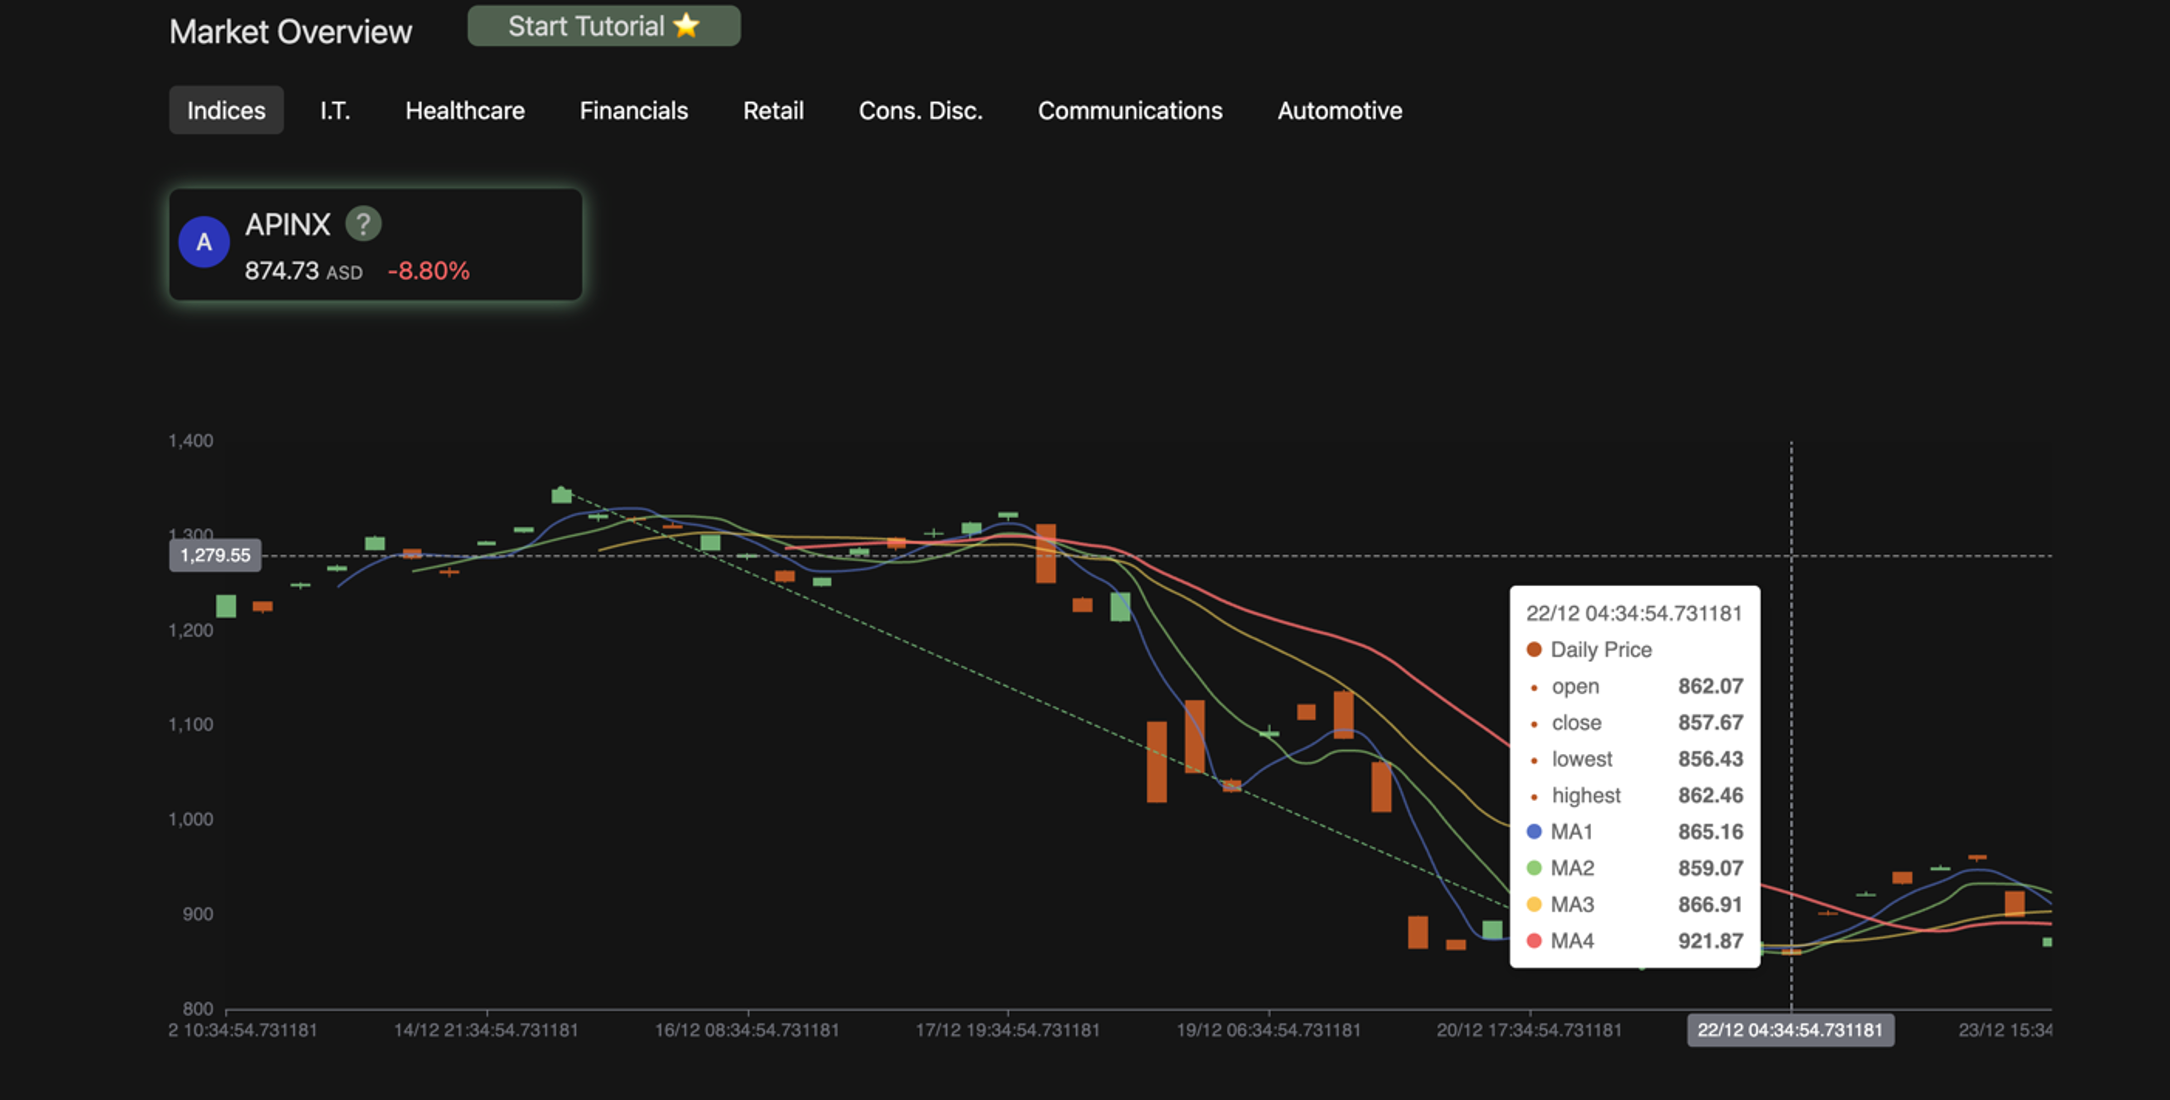 Market Overview
Start Tutorial ⭐
Indices I.T. Healthcare Financials Retail Cons. Disc. Communications Automotive
A
APINX ?
874.73 ASD -8.80%
1,400
1,300
1,279.55
1,200
1,100
1,000
900
800
22/12 04:34:54.731181
Daily Price
open 862.07
close 857.67
lowest 856.43
highest 862.46
MA1 865.16
MA2 859.07
MA3 866.91
MA4 921.87
2 10:34:54.731181 14/12 21:34:54.731181 16/12 08:34:54.731181 17/12 19:34:54.731181 19/12 06:34:54.731181 20/12 17:34:54.731181 22/12 04:34:54.731181 23/12 15:34